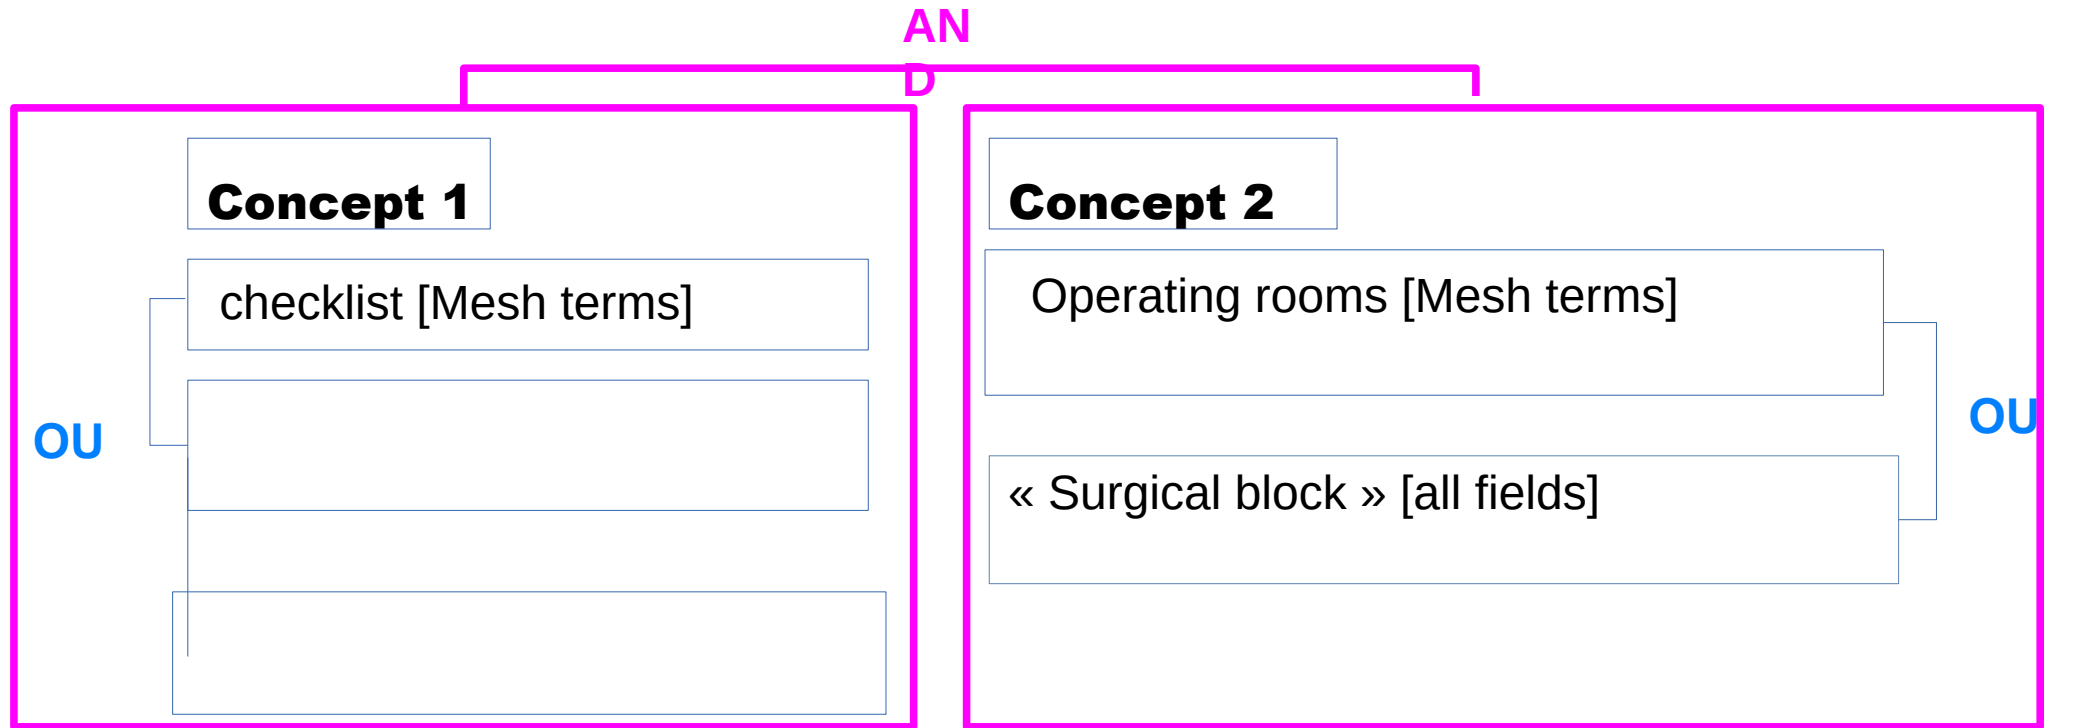 AN
D
Concept 1
checklist [Mesh terms]
OU
Concept 2
Operating rooms [Mesh terms]
« Surgical block » [all fields]
OU